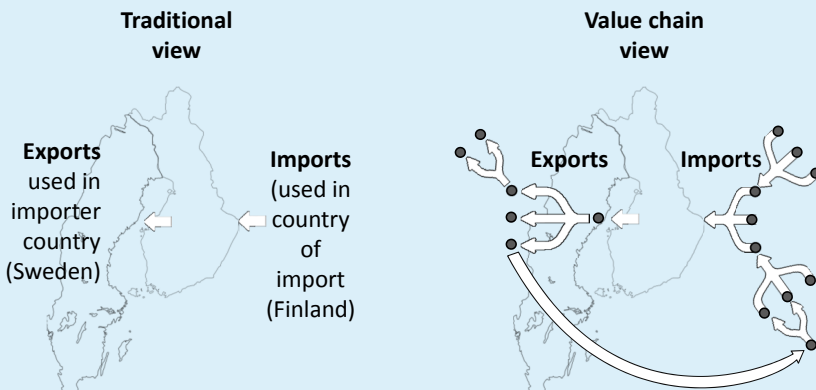 Traditional
view
Value chain
view
Exports
used in
importer
country
(Sweden)
Imports
(used in
country
of
import
(Finland)
Exports
Imports